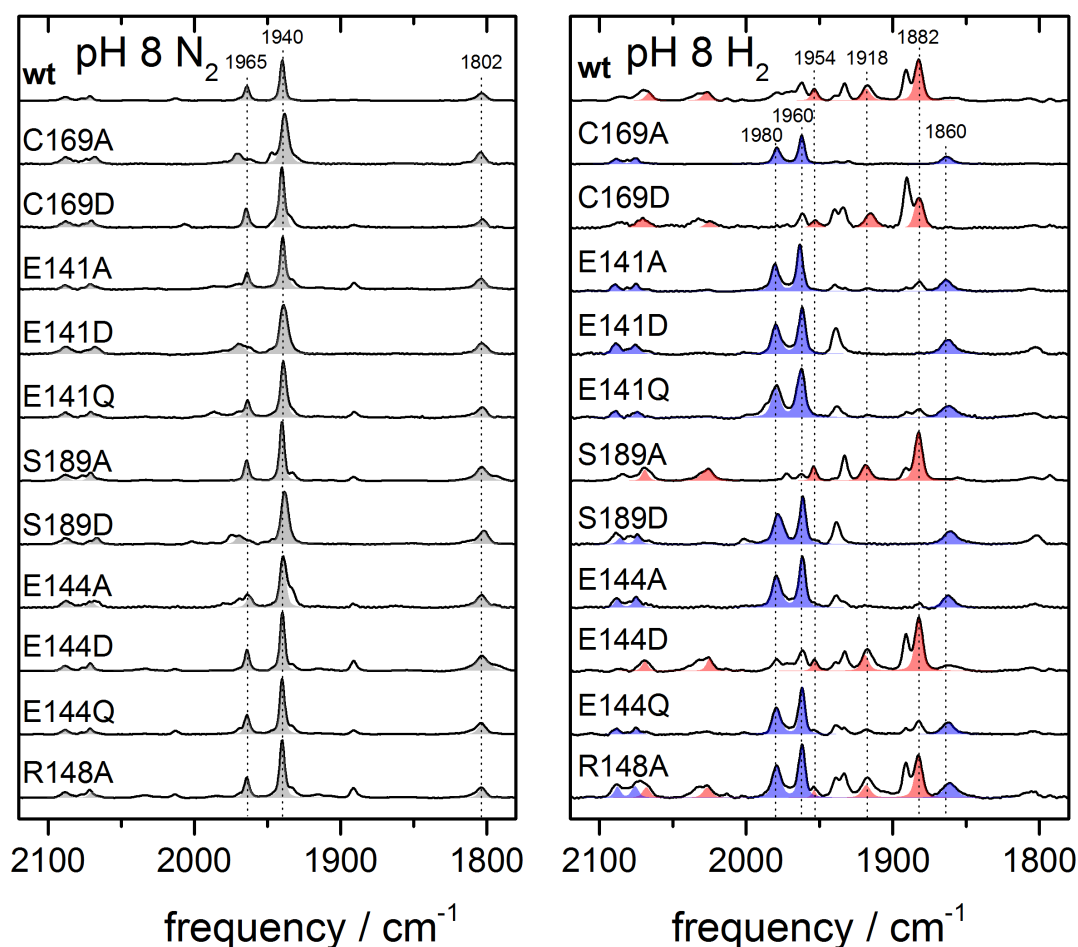 pH 8 N2
1965
1940
1802
wt
C169A
C169D
E141A
E141D
E141Q
S189A
S189D
E144A
E144D
E144Q
R148A
2100
2000
1900
1800
frequency / cm-1
pH 8 H2
1954
1918
1882
wt
1980
1960
1860
C169A
C169D
E141A
E141D
E141Q
S189A
S189D
E144A
E144D
E144Q
R148A
2100
2000
1900
1800
frequency / cm-1